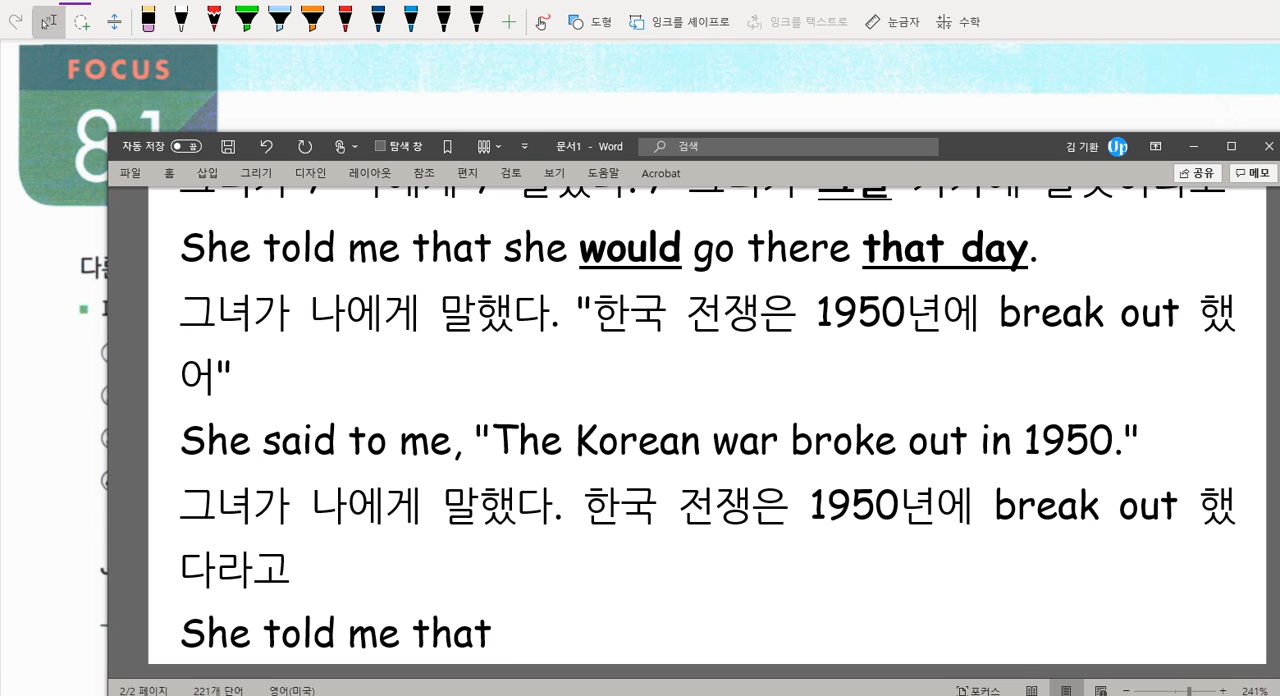 도형
잉크를 셰이프로
잉크를 텍스트로
눈금자
수학
FOCUS
81
자동 저장
끔
탐색 창
문서1 - Word
검색
김 기환
파일
홈
삽입
그리기
디자인
레이아웃
참조
편지
검토
보기
도움말
Acrobat
공유
메모
She told me that she would go there that day.
그녀가 나에게 말했다. "한국 전쟁은 1950년에 break out 했
어"
She said to me, "The Korean war broke out in 1950."
그녀가 나에게 말했다. 한국 전쟁은 1950년에 break out 했
다라고
She told me that
2/2 페이지
221개 단어
영어(미국)
포커스
241%